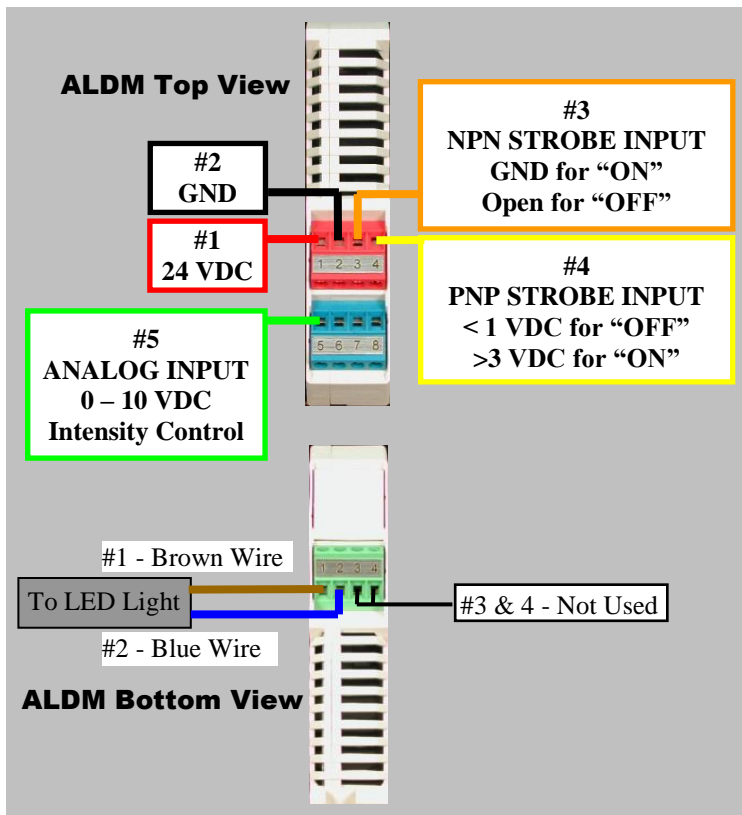 ALDM Top View
#3
NPN STROBE INPUT
GND for “ON”
Open for “OFF”
#2
GND
#1
24 VDC
1 2 3 4
#4
PNP STROBE INPUT
< 1 VDC for “OFF”
>3 VDC for “ON”
5 6 7 8
#5
ANALOG INPUT
0 – 10 VDC
Intensity Control
#1 - Brown Wire
1 2 3 4
To LED Light
#3 & 4 - Not Used
#2 - Blue Wire
ALDM Bottom View